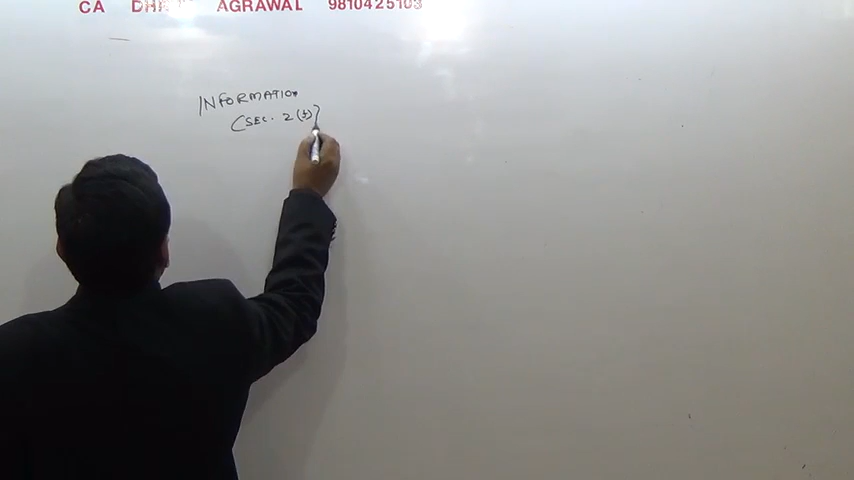 CA AGRAWAL 9810425103
INFORMATION
(SEC. 2(f))